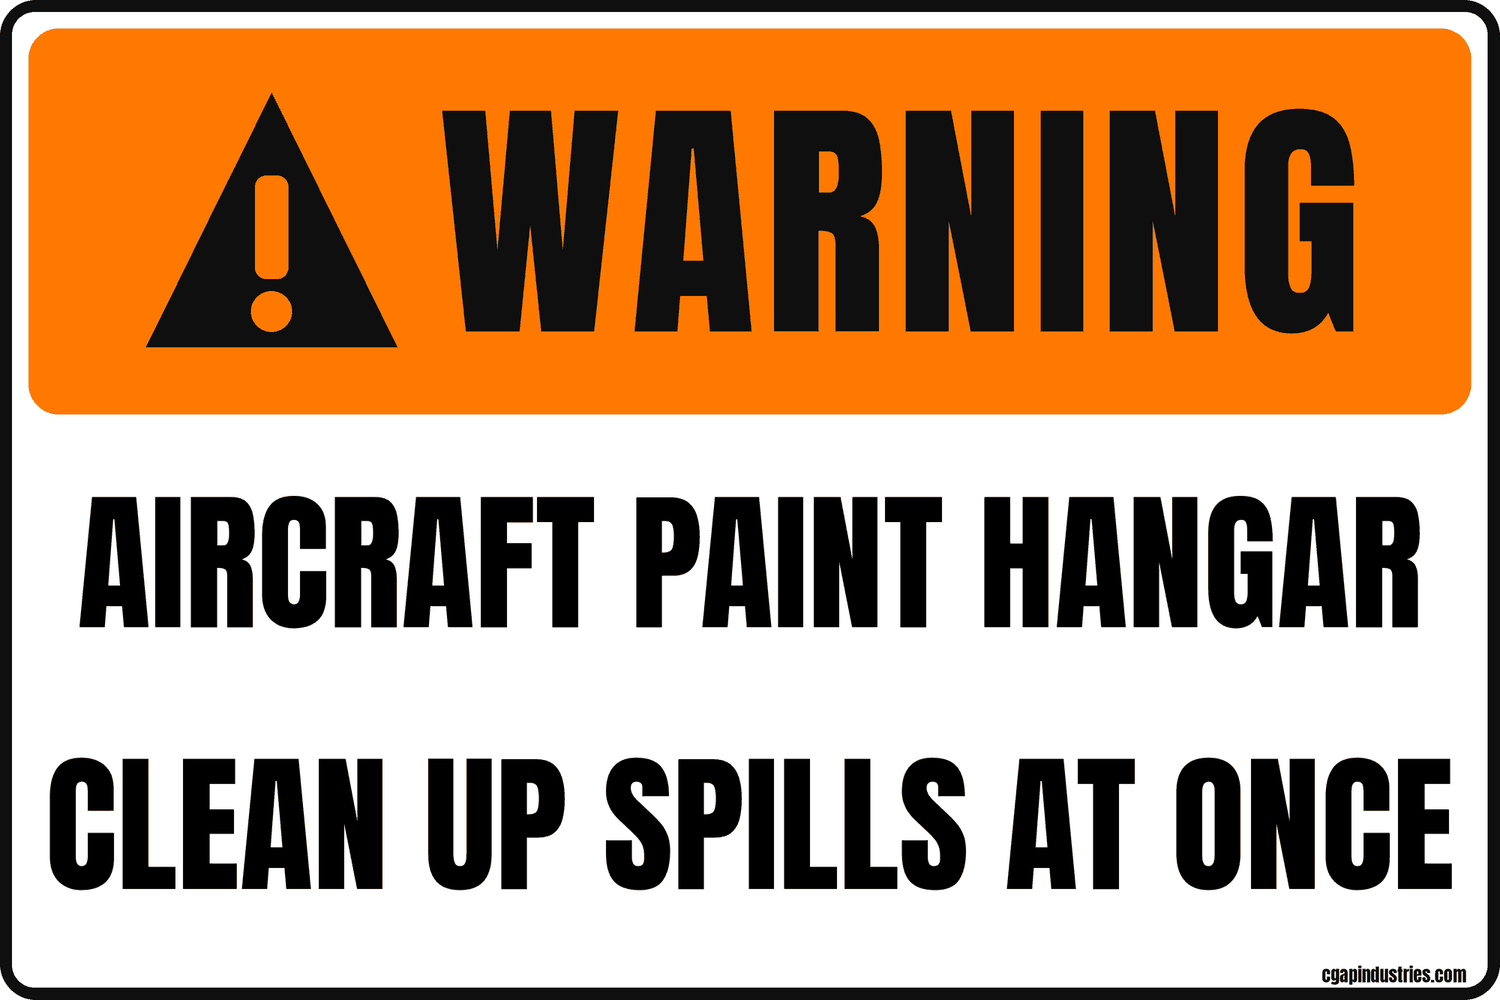 WARNING
AIRCRAFT PAINT HANGAR
CLEAN UP SPILLS AT ONCE
cgapindustries.com